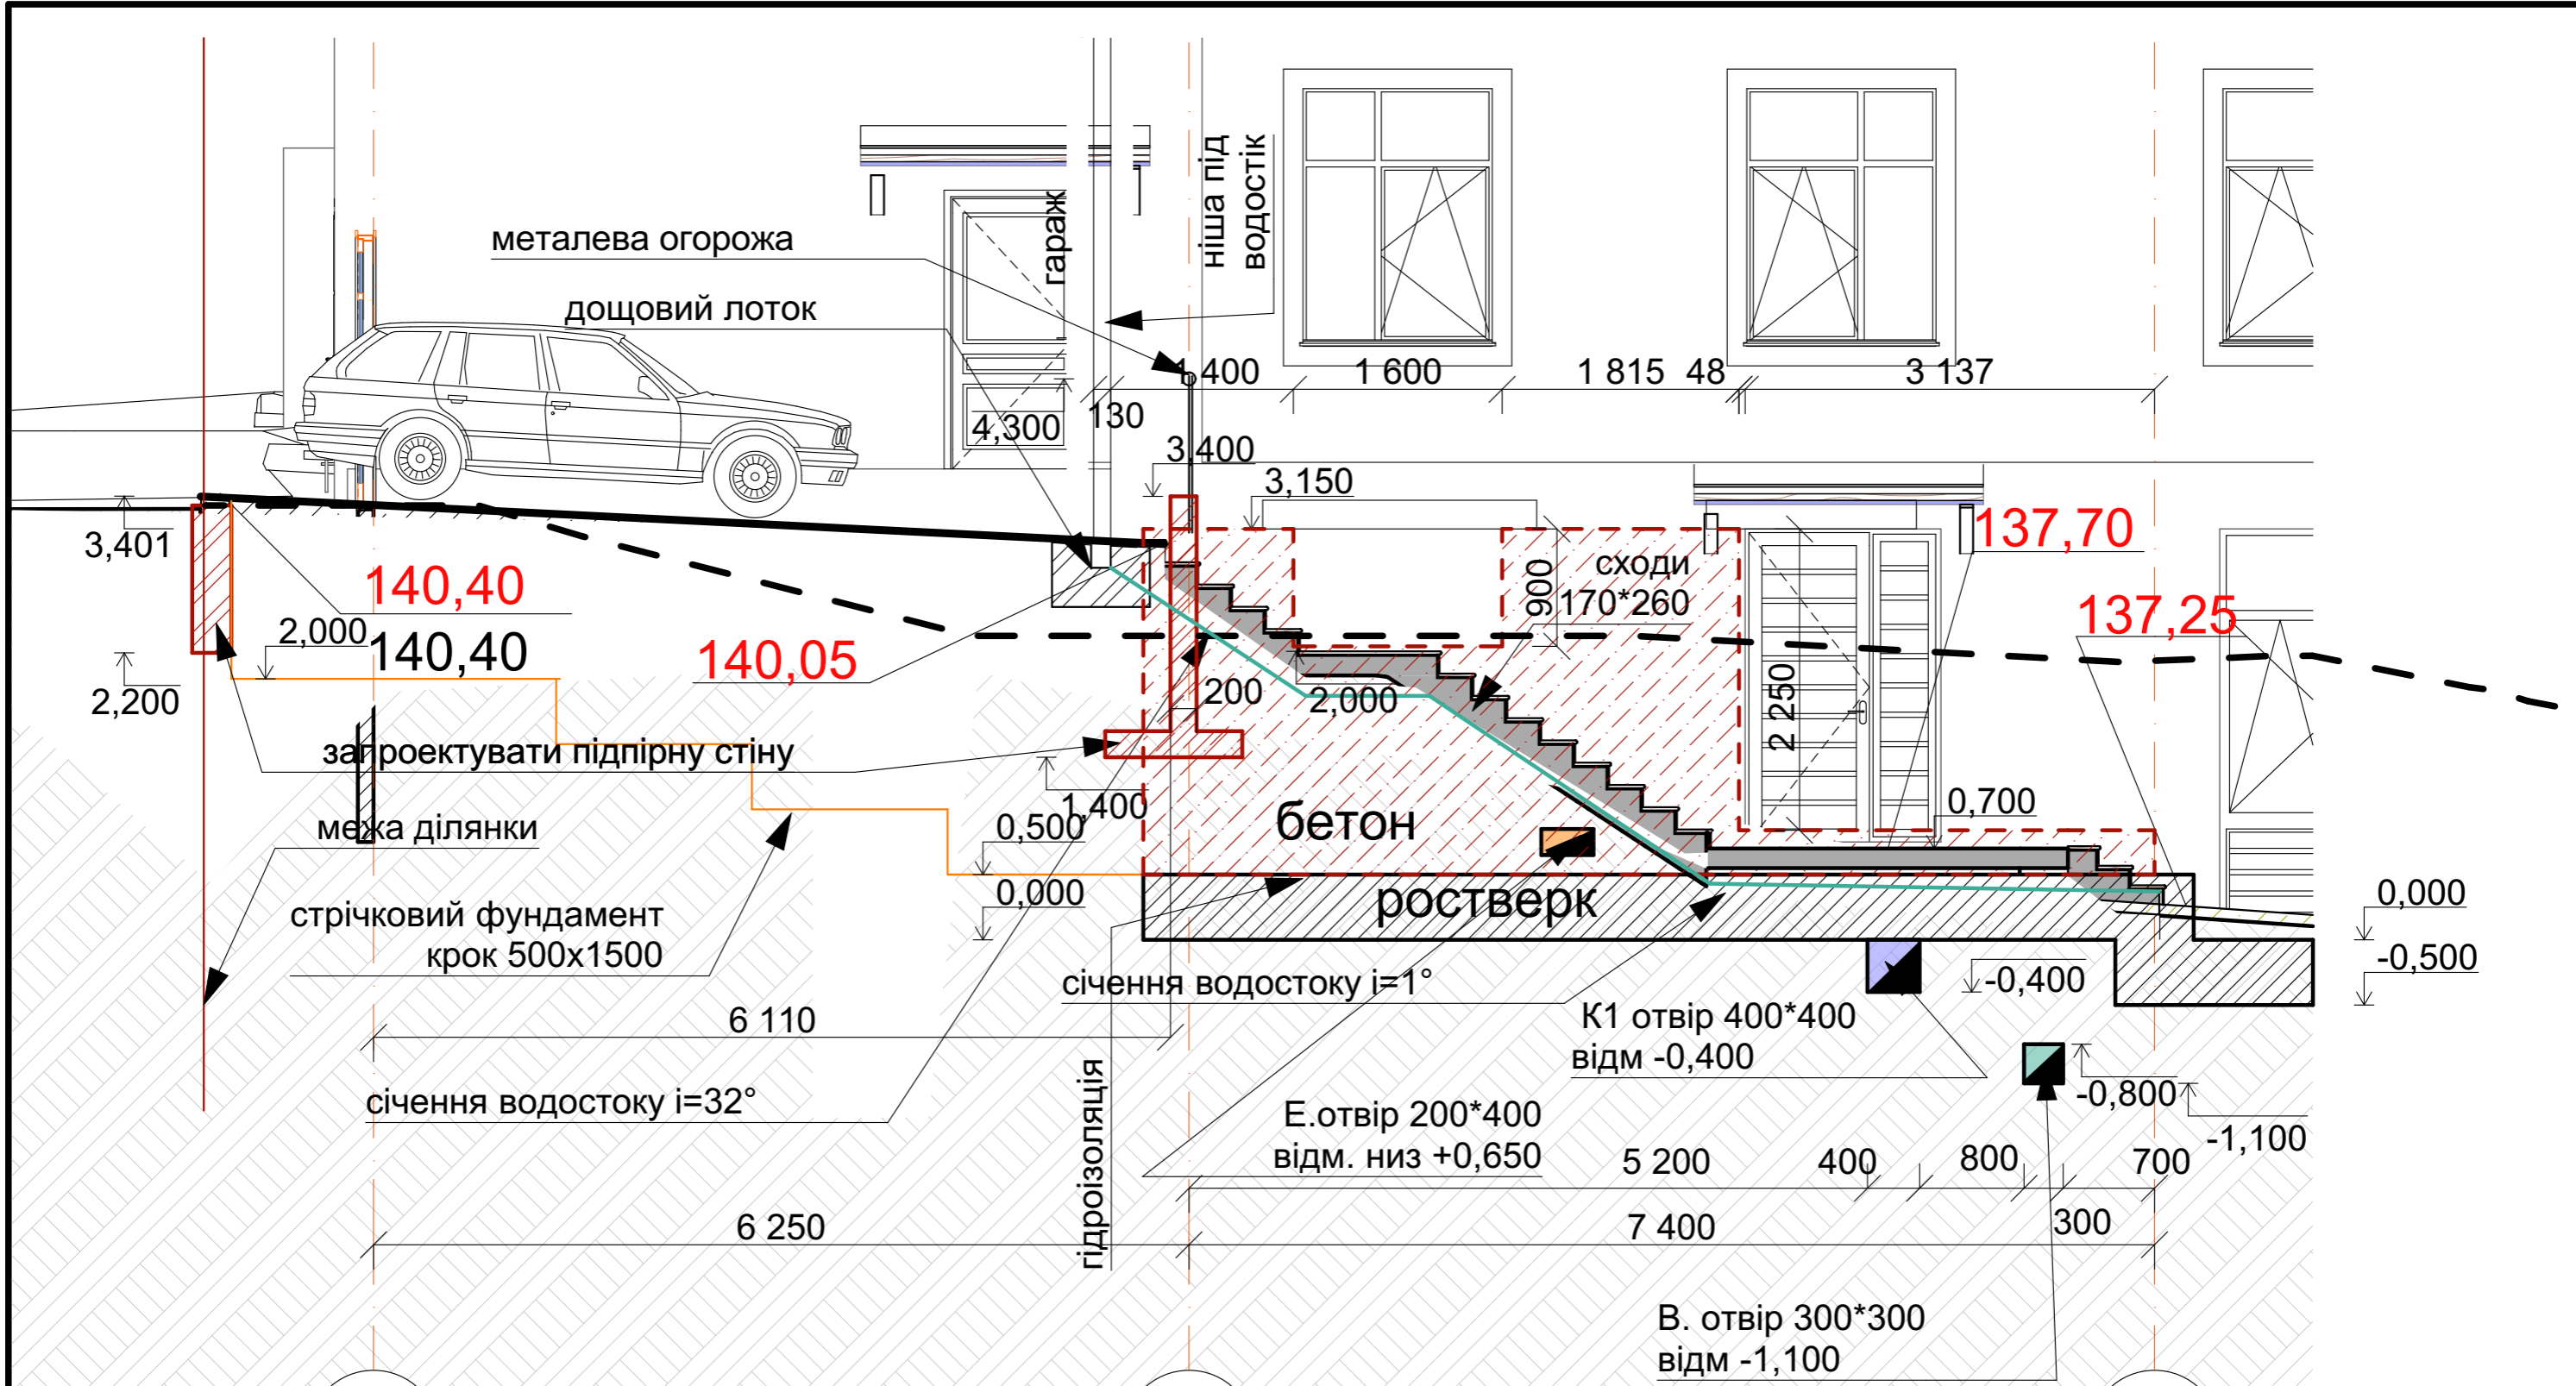 ніша під
водостік
гараж
металева огорожа
дощовий лоток
1 400
1 600
1 815
48
3 137
4,300
130
3,400
3,150
3,401
137,70
сходи
170*260
900
140,40
2,000
140,40
140,05
137,25
2,200
200
2,000
2 250
запроектувати підпірну стіну
1,400
0,700
межа ділянки
0,500
бетон
0,000
ростверк
0,000
стрічковий фундамент
крок 500х1500
-0,500
січення водостоку і=1°
-0,400
6 110
К1 отвір 400*400
відм -0,400
січення водостоку і=32°
гідроізоляція
-0,800
-1,100
Е.отвір 200*400
відм. низ +0,650
5 200
400
800
700
6 250
7 400
300
В. отвір 300*300
відм -1,100